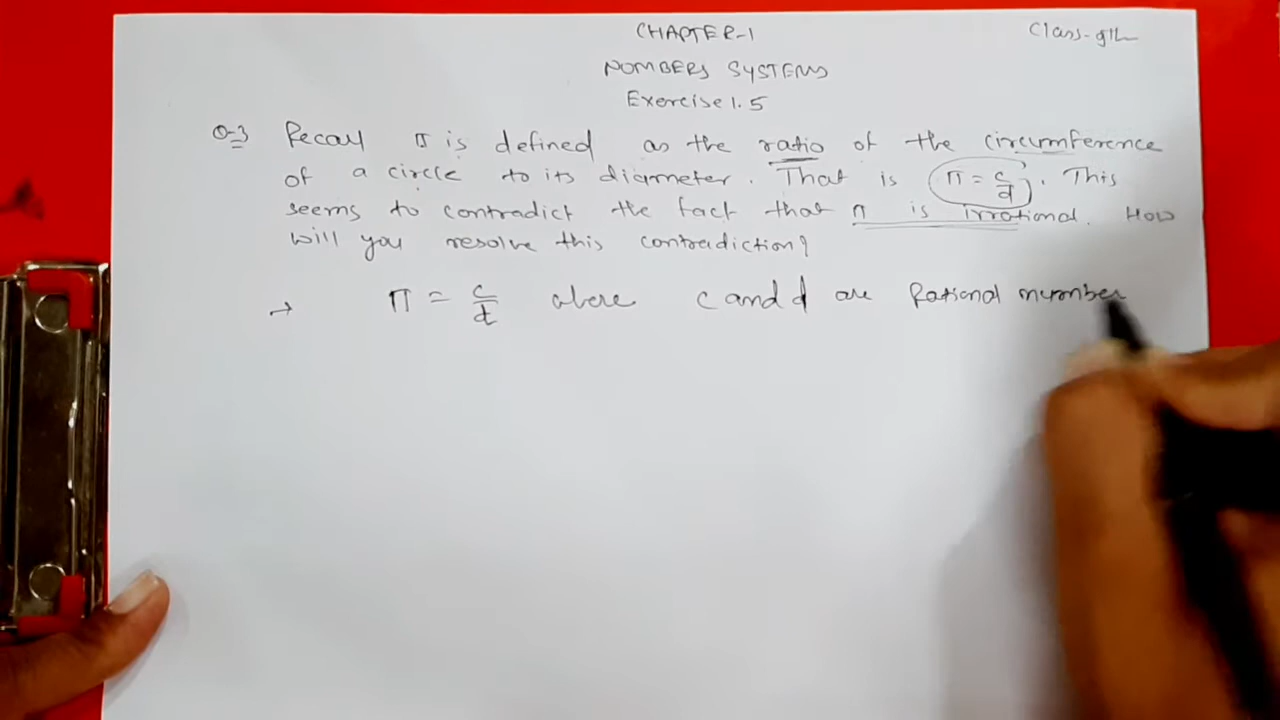 CHAPTER-1
Class-9th
NUMBERS SYSTEMS
Exercise 1.5
Q-3 Recall π is defined as the ratio of the circumference
of a circle to its diameter. That is π = c/d. This
seems to contradict the fact that π is irrational. How
will you resolve this contradiction?
→ π = c/d where c and d are Rational number